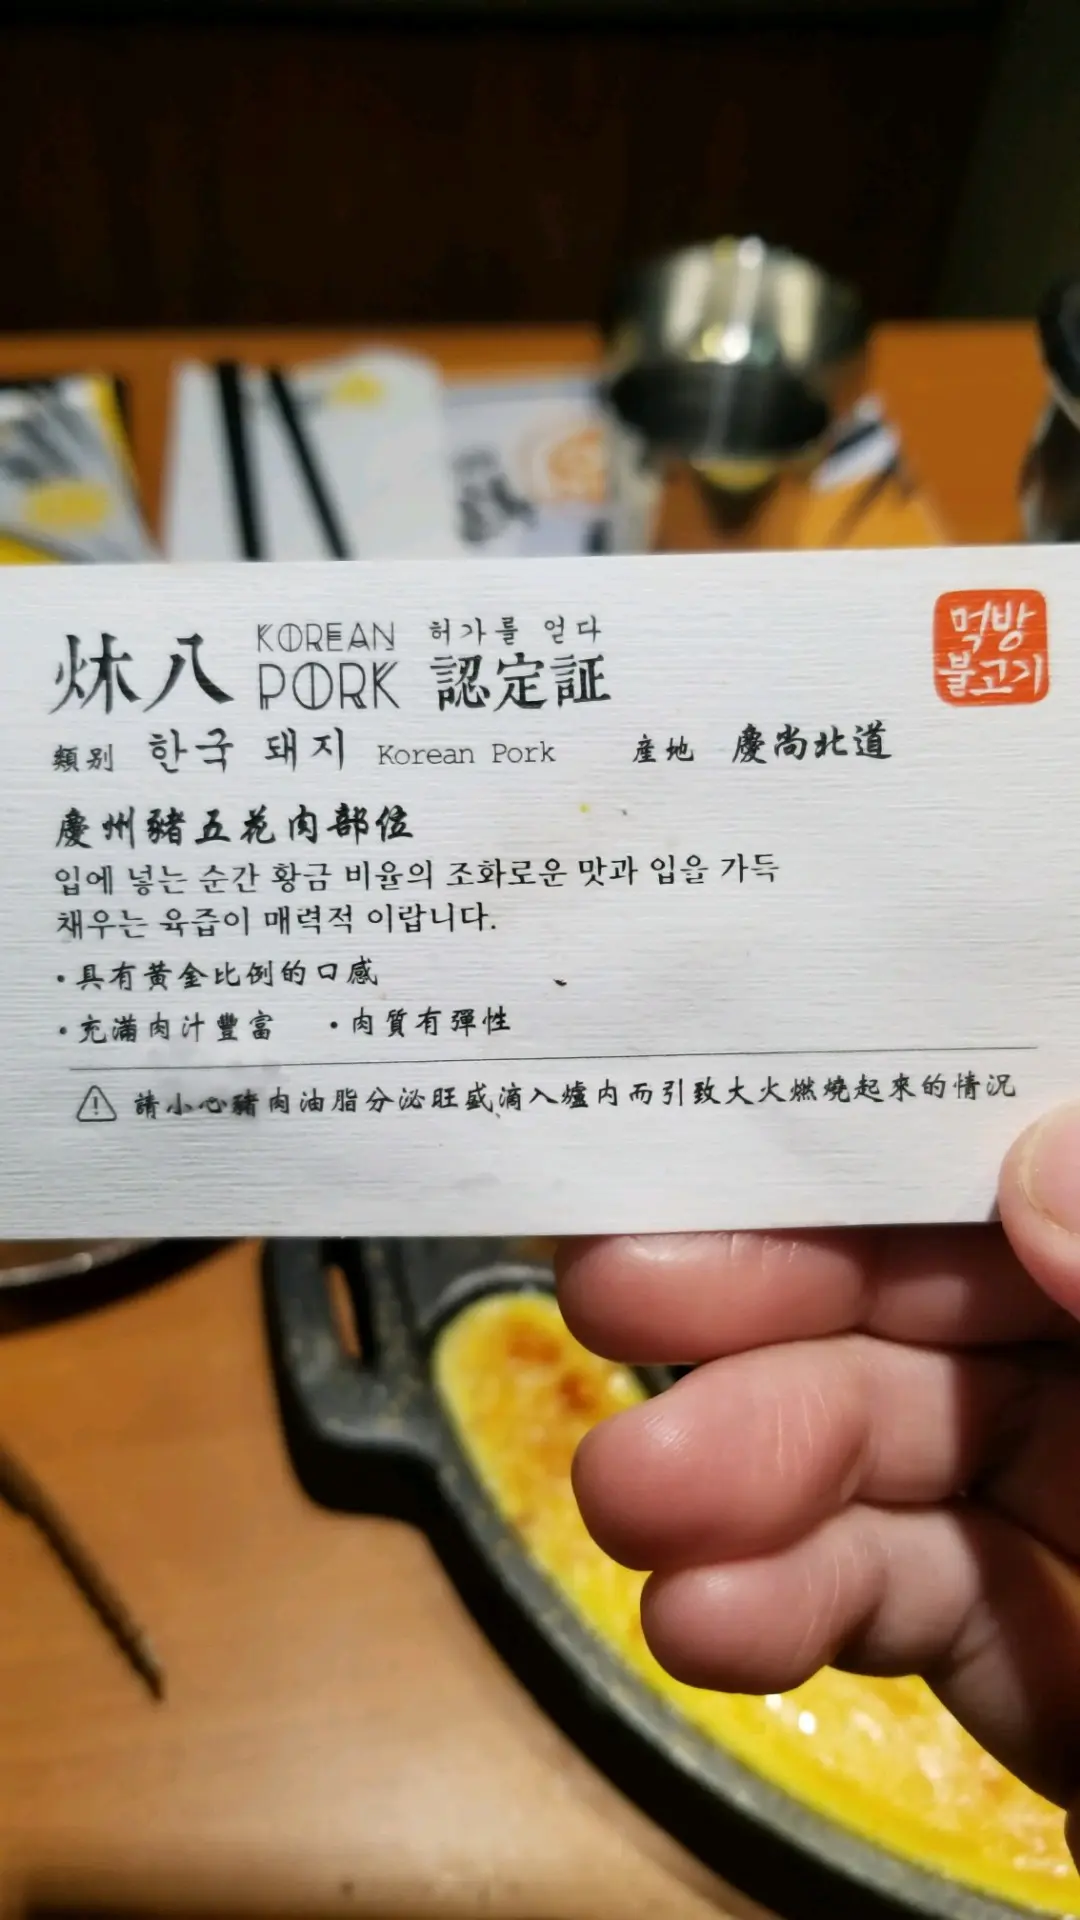 炑八 KOREAN PORK 허가를 얻다 認定証
먹방
불고기
類别 한국 돼지 Korean Pork 産地 慶尚北道
慶州豬五花肉部位
입에 넣는 순간 황금 비율의 조화로운 맛과 입을 가득
채우는 육즙이 매력적 이랍니다.
・具有黃金比例的口感
・充滿肉汁豐富 ・肉質有彈性
請小心豬肉油脂分泌旺盛滴入爐内而引致大火燃燒起來的情况